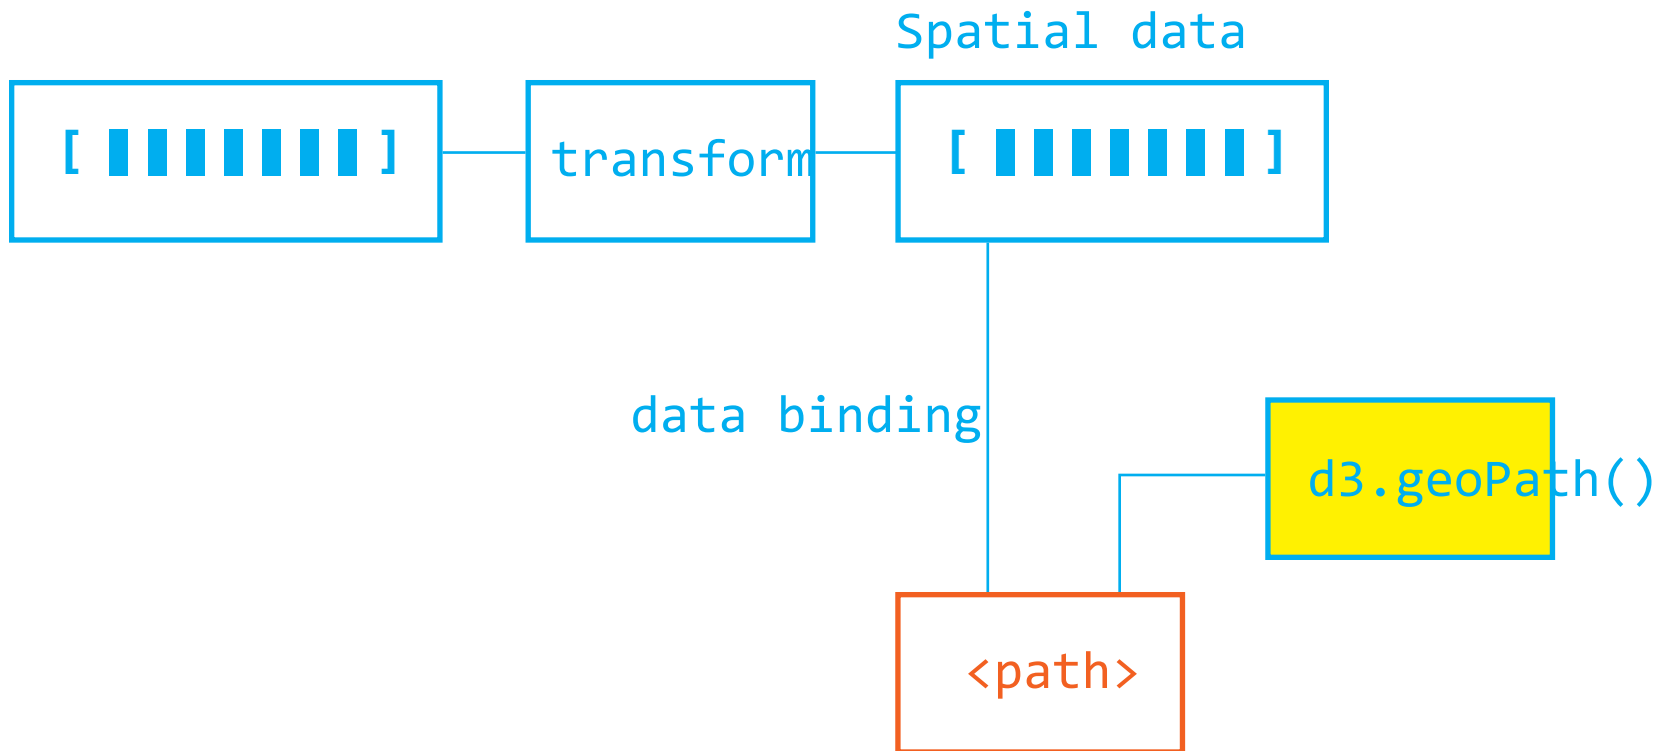 Spatial data
[ ]
transform
[ ]
data binding
d3.geoPath()
<path>